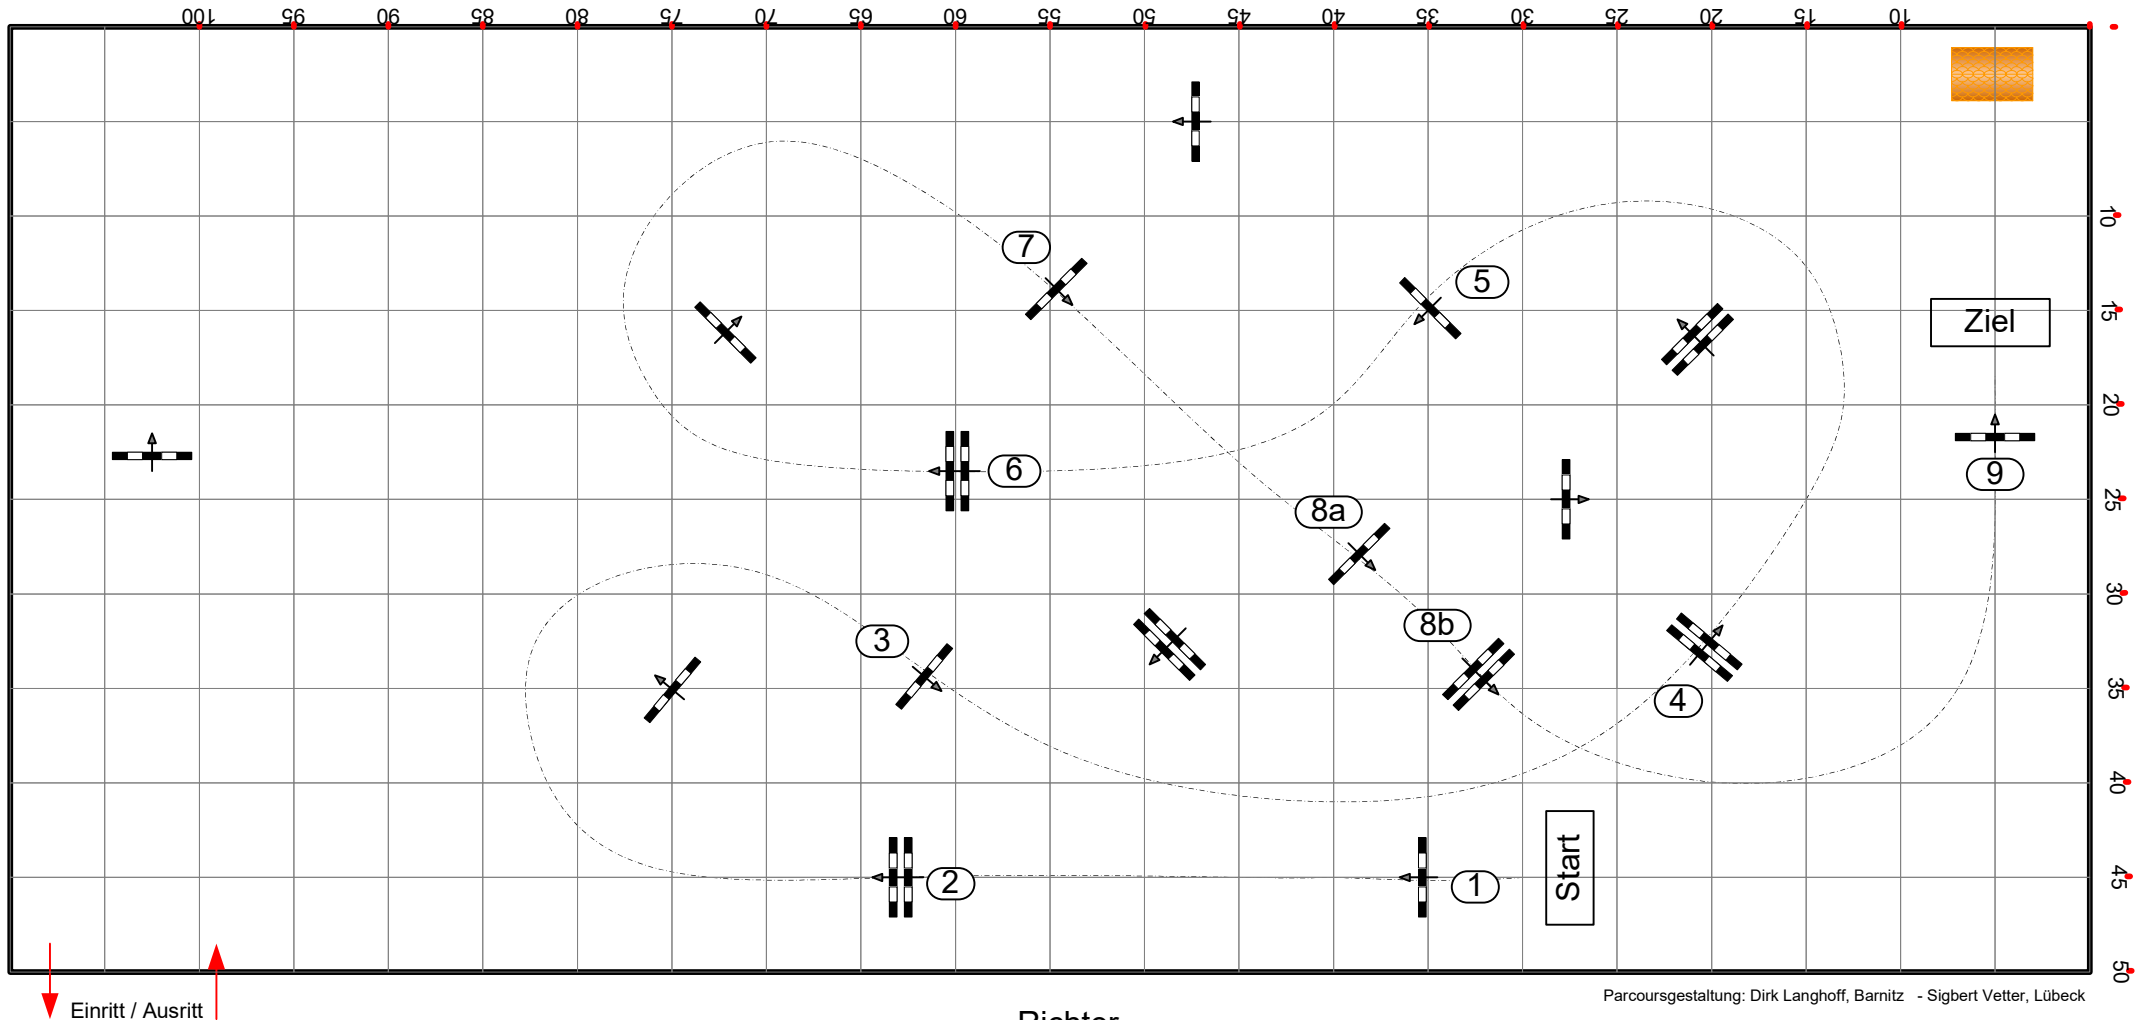 100 95 90 85 80 75 70 65 60 55 50 45 40 35 30 25 20 15 10
7
10
5
15
Ziel
20
6
9
25
8a
30
8b
3
35
4
40
Start
2
1
45
50
Einritt / Ausritt
Parcoursgestaltung: Dirk Langhoff, Barnitz - Sigbert Vetter, Lübeck
Richter